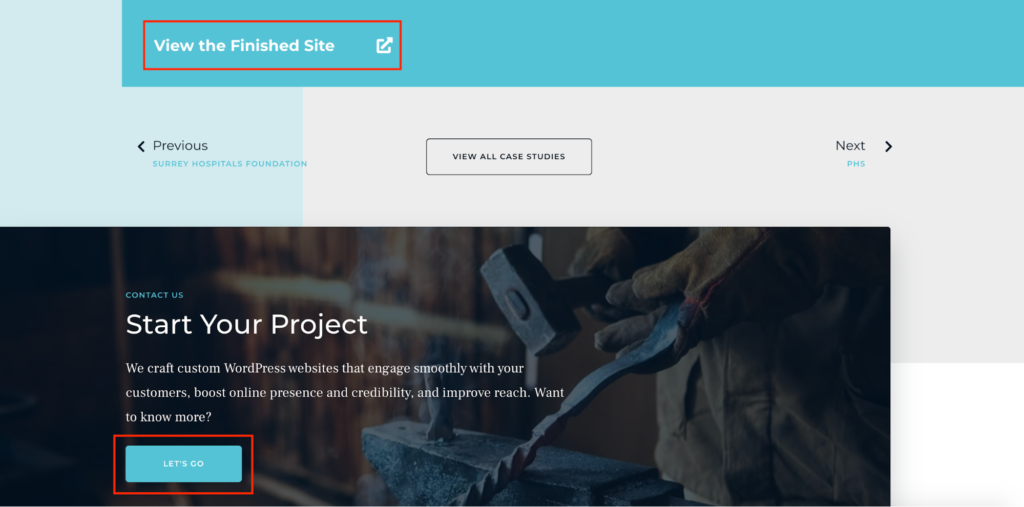 View the Finished Site
Previous
SURREY HOSPITALS FOUNDATION
VIEW ALL CASE STUDIES
Next
PHS
CONTACT US
Start Your Project
We craft custom WordPress websites that engage smoothly with your
customers, boost online presence and credibility, and improve reach. Want
to know more?
LET'S GO